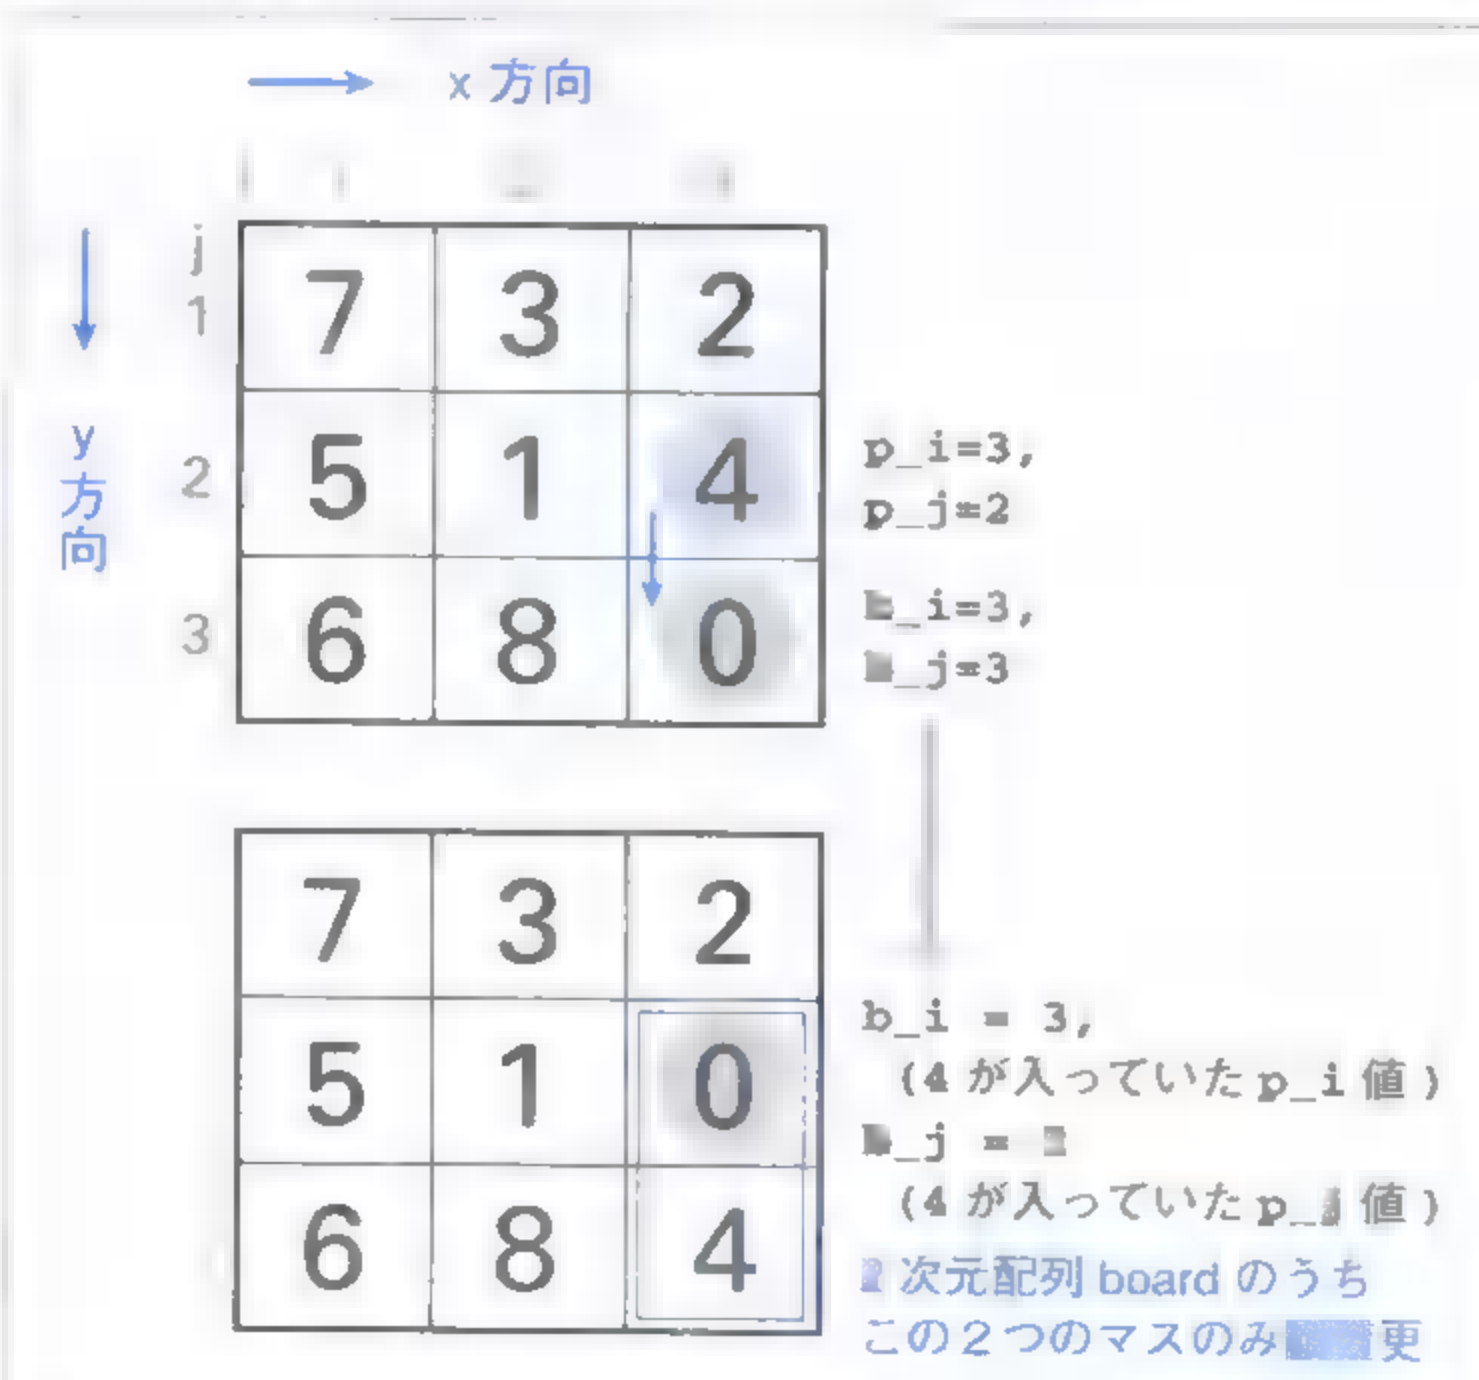 x 方向
j
1
7 3 2
y
方
向
2
5 1 4
p_i=3,
p_j=2
3
6 8 0
_i=3,
_j=3
7 3 2
5 1 0
b_i = 3,
(4 が入っていた p_i 値)
_j =
(4 が入っていた p_ 値)
6 8 4
次元配列 board のうち
この2つのマスのみ